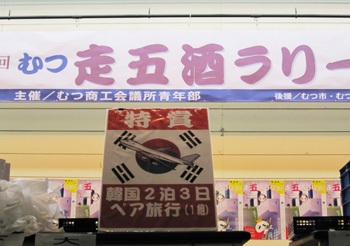 回 むつ 走五酒ラリー
主催／むつ商工会議所青年部
後援／むつ市・むつ
特賞
韓国2泊3日
ペア旅行(1組)